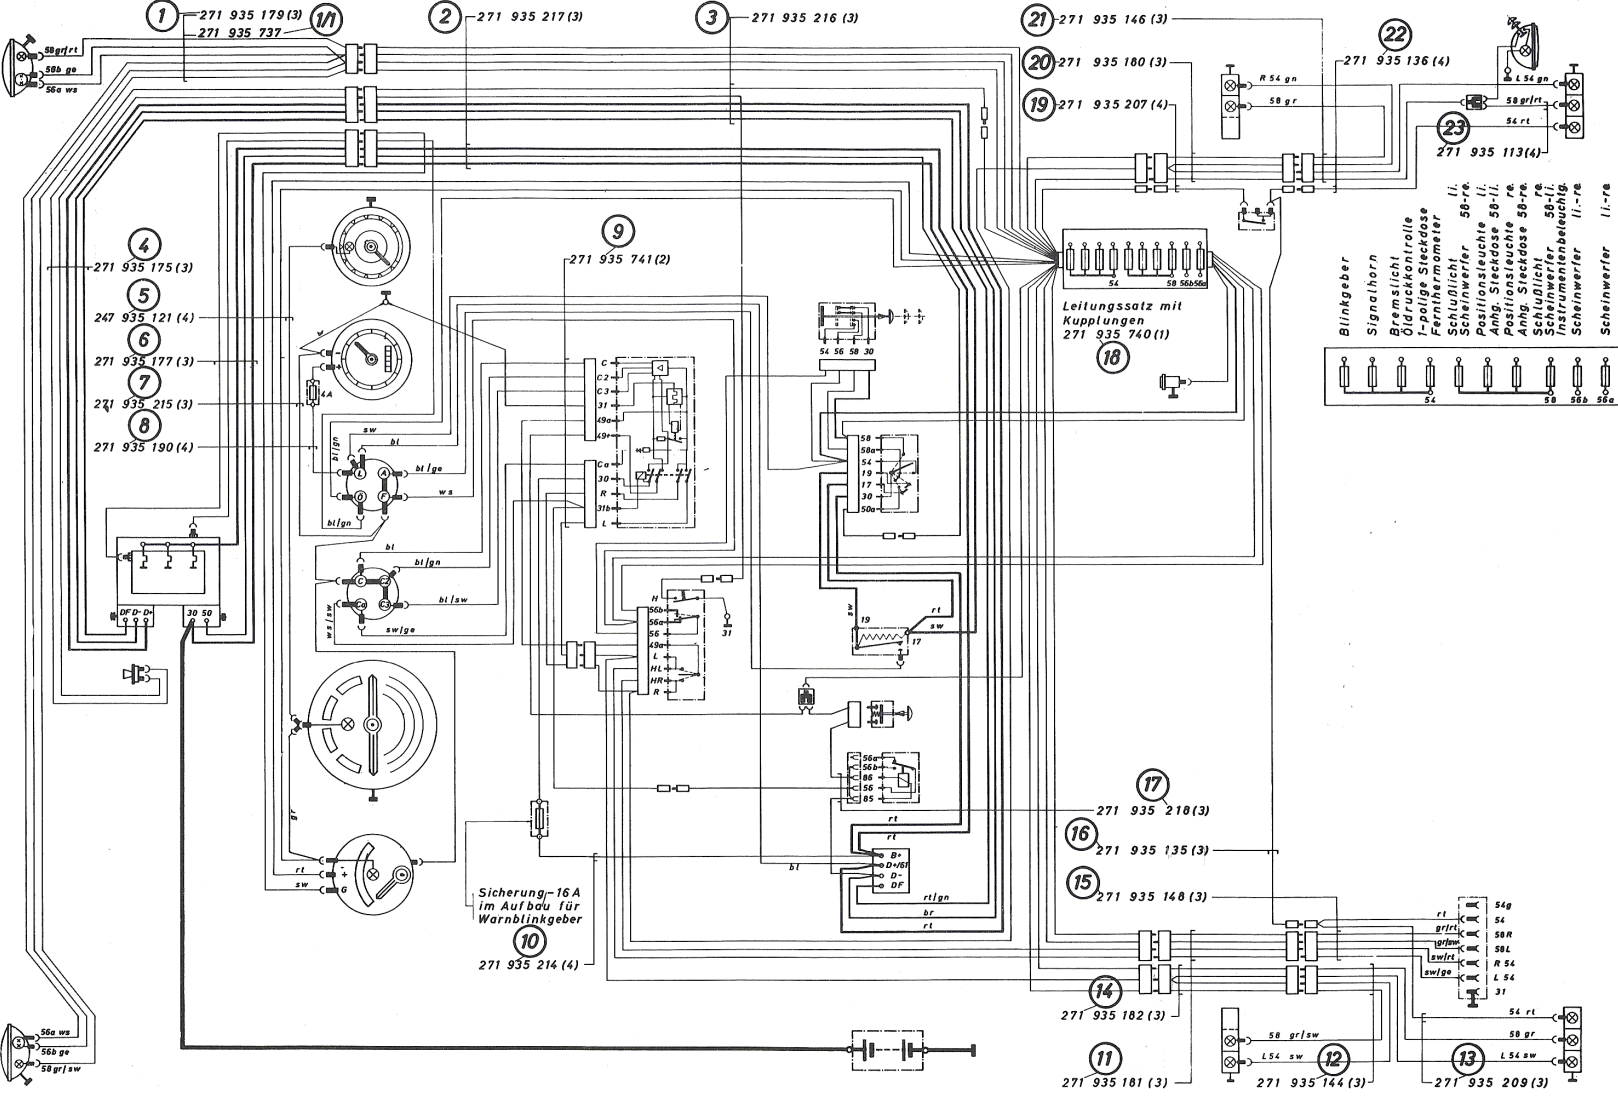 1
271 935 179 (3)
271 935 737
1/1
2
271 935 217 (3)
3
271 935 216 (3)
21
271 935 146 (3)
20
271 935 180 (3)
19
271 935 207 (4)
22
271 935 136 (4)
23
271 935 113 (4)
58 gr/rt
56b ge
56a ws
R 54 gn
58 gr
L 54 gn
58 gr/rt
54 rt
4
271 935 175 (3)
5
247 935 121 (4)
6
271 935 177 (3)
7
271 935 215 (3)
8
271 935 190 (4)
9
271 935 741 (2)
54
58
56b
56a
Leitungssatz mit
Kupplungen
271 935 740 (1)
18
Blinkgeber
Signalhorn
Bremslicht
Öldruckkontrolle
1-polige Steckdose
Fernthermometer
Schlußlicht li.
Scheinwerfer 58-re.
Positionsleuchte li.
Anhg. Steckdose 58-li.
Positionsleuchte re.
Anhg. Steckdose 58-re.
Schlußlicht re.
Scheinwerfer 58-li.
Instrumentenbeleuchtg.
Scheinwerfer li.-re.
Scheinwerfer li.-re.
54
58
56b
56a
54 56 58 30
-
+
4A
sw
bl
bl/gn
L
A
Ö
F
bl/ge
ws
bl/gn
C
C2
C3
31
49a
49+
Ca
30
R
31b
L
58
58a
54
19
17
30
50a
bl
bl/gn
C
C2
Ca
C3
bl/sw
ws/sw
sw/ge
DF D- D+
30 50
H
56b
56a
56
49a
L
HL
HR
R
31
sw
19
17
rt
sw
56a
56b
86
56
85
rt
rt
B+
D+/61
D-
DF
bl
rt/gn
br
rt
gr
-
+
G
rt
sw
Sicherung-16A
im Aufbau für
Warnblinkgeber
10
271 935 214 (4)
17
271 935 218 (3)
16
271 935 135 (3)
15
271 935 148 (3)
rt
gr/rt
gr/sw
sw/rt
sw/ge
54g
54
58R
58L
R 54
L 54
31
14
271 935 182 (3)
11
271 935 181 (3)
58 gr/sw
L54 sw
12
271 935 144 (3)
54 rt
58 gr
L54 sw
13
271 935 209 (3)
56a ws
56b ge
58 gr/sw